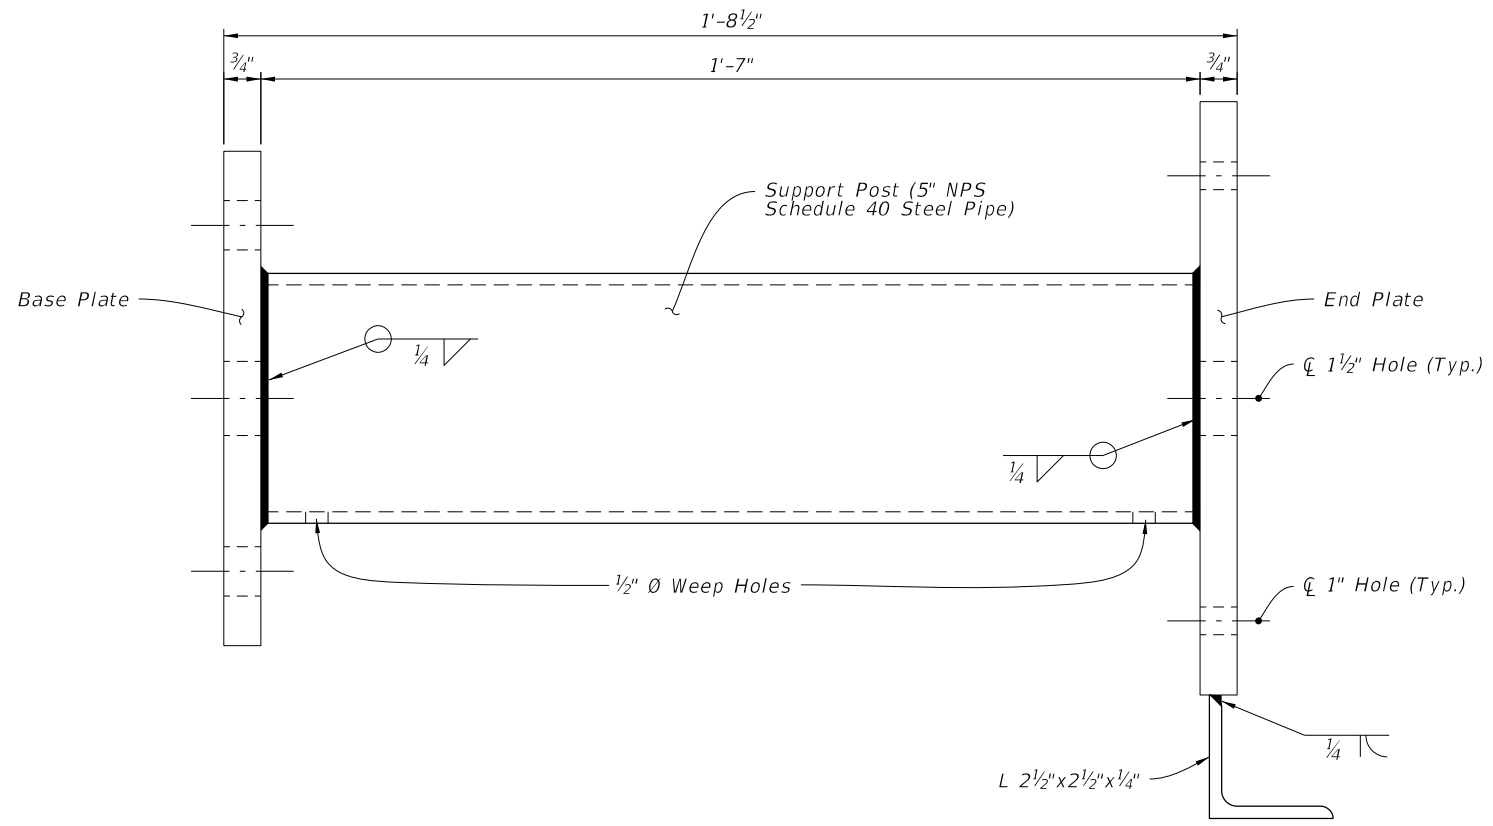 1'-8½"
¾"
1'-7"
¾"
Support Post (5" NPS
Schedule 40 Steel Pipe)
Base Plate
End Plate
¼
℄ 1½" Hole (Typ.)
¼
½" Ø Weep Holes
℄ 1" Hole (Typ.)
¼
L 2½"x2½"x¼"